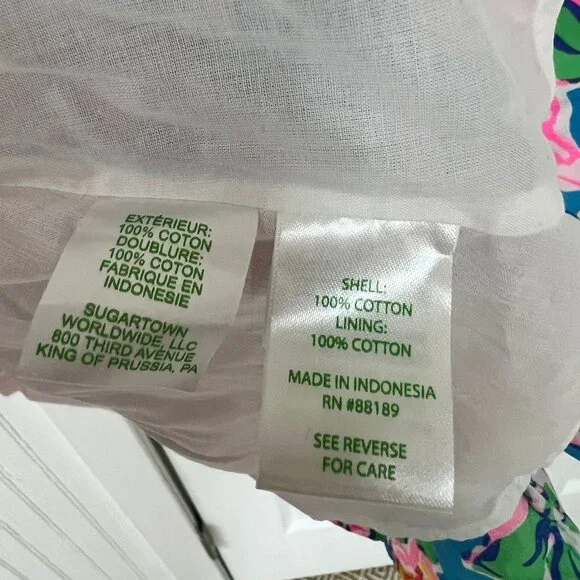 EXTÉRIEUR:
100% COTON
DOUBLURE:
100% COTON
FABRIQUE EN
INDONESIE
SUGARTOWN
WORLDWIDE, LLC
800 THIRD AVENUE
KING OF PRUSSIA, PA
SHELL:
100% COTTON
LINING:
100% COTTON
MADE IN INDONESIA
RN #88189
SEE REVERSE
FOR CARE